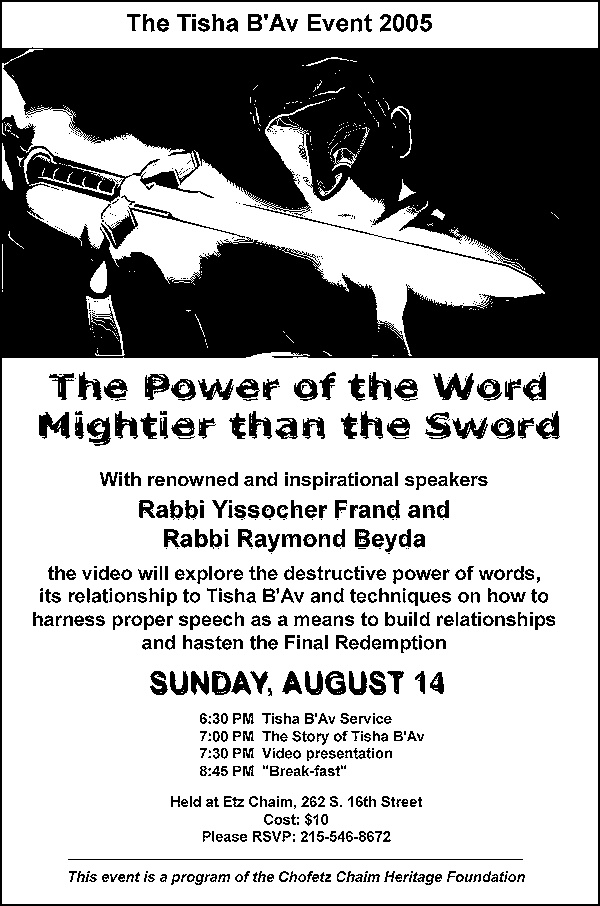 The Tisha B'Av Event 2005
The Power of the Word
Mightier than the Sword
With renowned and inspirational speakers
Rabbi Yissocher Frand and
Rabbi Raymond Beyda
the video will explore the destructive power of words,
its relationship to Tisha B'Av and techniques on how to
harness proper speech as a means to build relationships
and hasten the Final Redemption
SUNDAY, AUGUST 14
6:30 PM Tisha B'Av Service
7:00 PM The Story of Tisha B'Av
7:30 PM Video presentation
8:45 PM "Break-fast"
Held at Etz Chaim, 262 S. 16th Street
Cost: $10
Please RSVP: 215-546-8672
This event is a program of the Chofetz Chaim Heritage Foundation